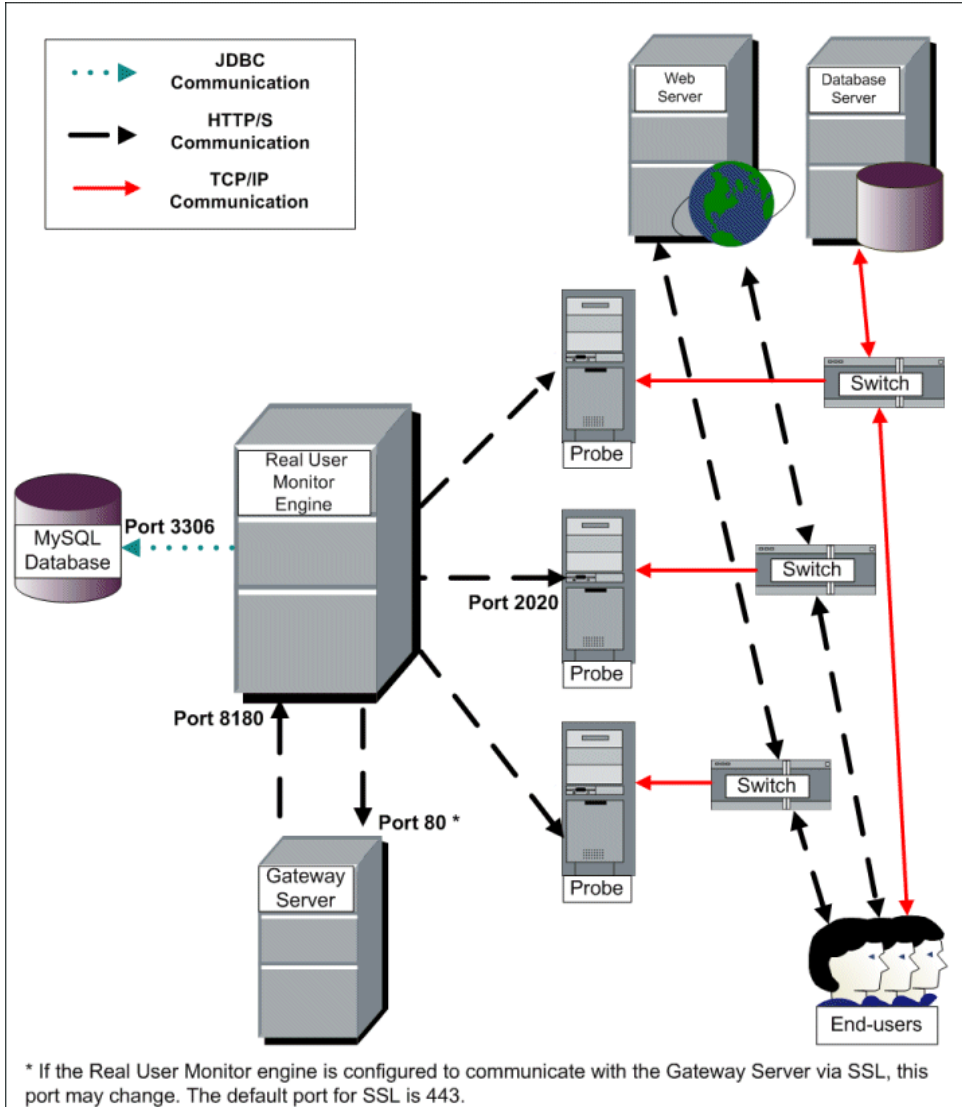 JDBC
Communication
HTTP/S
Communication
TCP/IP
Communication
Web
Server
Database
Server
Switch
Probe
Real User
Monitor
Engine
MySQL
Database
Port 3306
Switch
Port 2020
Probe
Port 8180
Switch
Port 80 *
Gateway
Server
Probe
End-users
* If the Real User Monitor engine is configured to communicate with the Gateway Server via SSL, this
port may change. The default port for SSL is 443.